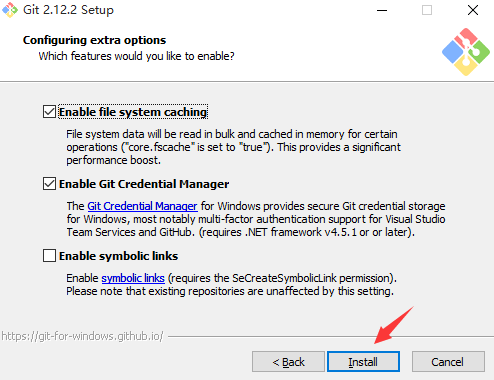 Git 2.12.2 Setup
Configuring extra options
Which features would you like to enable?
Enable file system caching
File system data will be read in bulk and cached in memory for certain
operations ("core.fscache" is set to "true"). This provides a significant
performance boost.
Enable Git Credential Manager
The Git Credential Manager for Windows provides secure Git credential storage
for Windows, most notably multi-factor authentication support for Visual Studio
Team Services and GitHub. (requires .NET framework v4.5.1 or or later).
Enable symbolic links
Enable symbolic links (requires the SeCreateSymbolicLink permission).
Please note that existing repositories are unaffected by this setting.
https://git-for-windows.github.io/
< Back
Install
Cancel